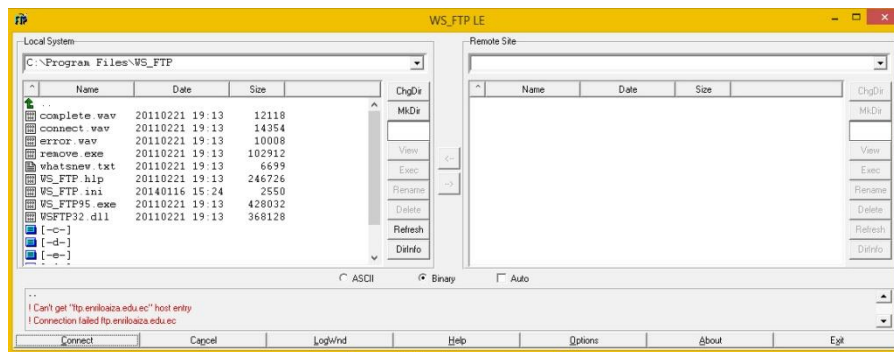 WS_FTP LE
Local System
C:\Program Files\WS_FTP
^ Name Date Size
..
complete.wav 20110221 19:13 12118
connect.wav 20110221 19:13 14354
error.wav 20110221 19:13 10008
remove.exe 20110221 19:13 102912
whatsnew.txt 20110221 19:13 6699
WS_FTP.hlp 20110221 19:13 246726
WS_FTP.ini 20140116 15:24 2550
WS_FTP95.exe 20110221 19:13 428032
WSFTP32.dll 20110221 19:13 368128
[-c-]
[-d-]
[-e-]
ChgDir
MkDir
View
Exec
Rename
Delete
Refresh
DirInfo
<-
->
Remote Site
^ Name Date Size
ChgDir
MkDir
View
Exec
Rename
Delete
Refresh
DirInfo
ASCII Binary Auto
..
! Can't get "ftp.enriloaiza.edu.ec" host entry
! Connection failed ftp.enriloaiza.edu.ec
Connect Cancel LogWnd Help Options About Exit